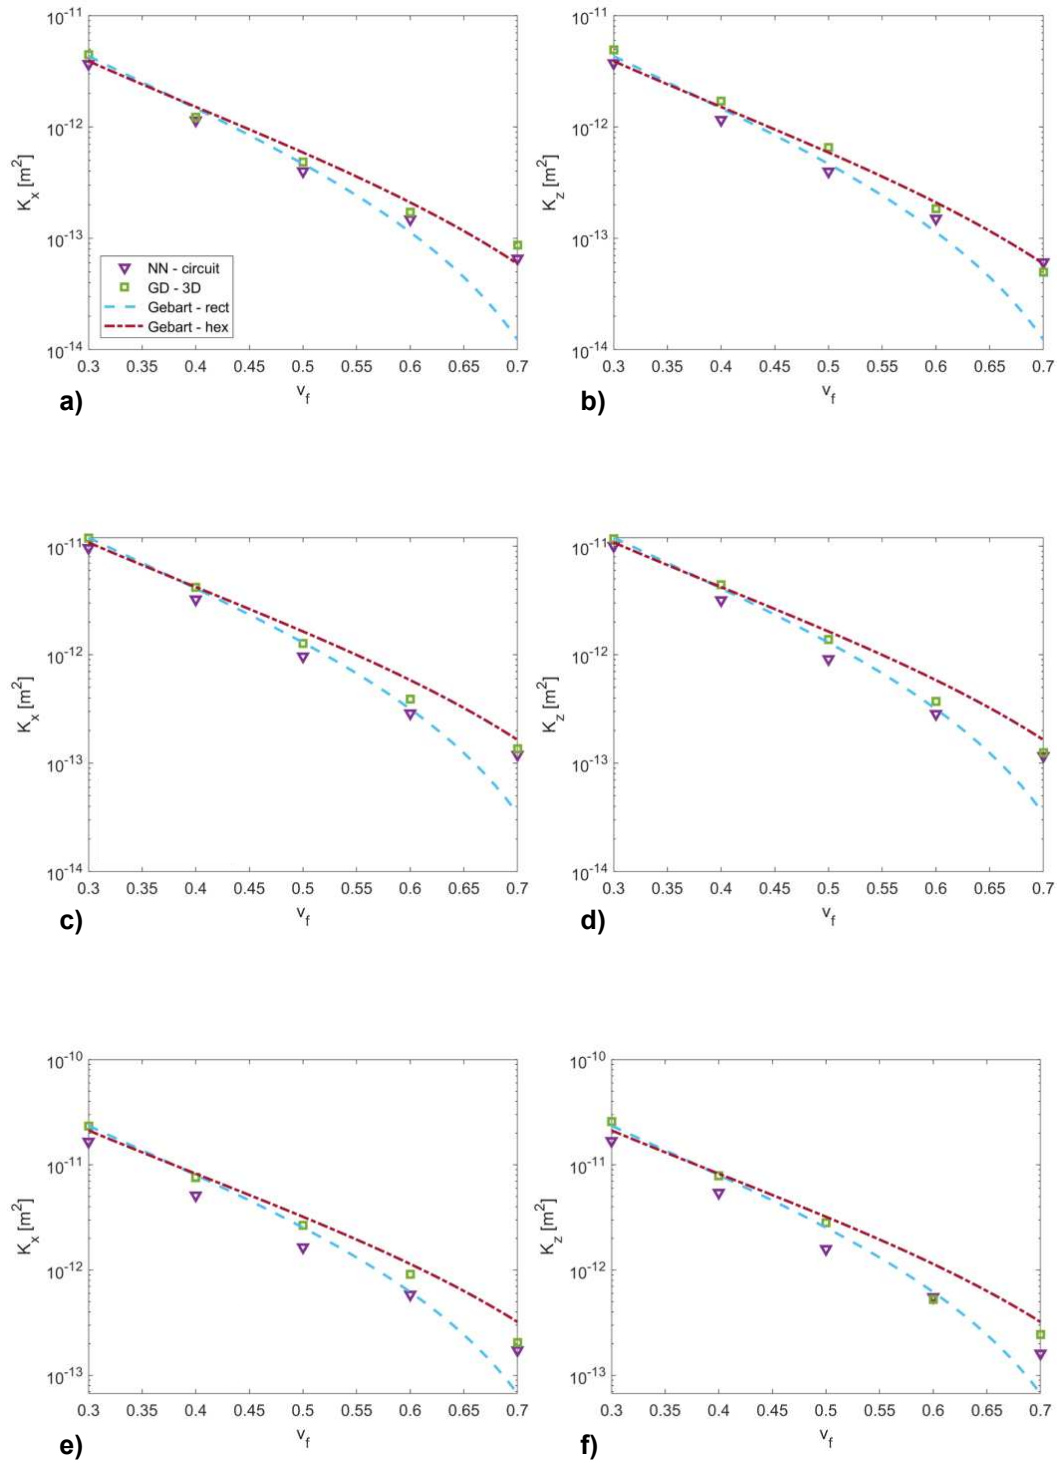 10^-11
10^-12
10^-13
10^-14
K_x [m^2]
NN - circuit
GD - 3D
Gebart - rect
Gebart - hex
0.3 0.35 0.4 0.45 0.5 0.55 0.6 0.65 0.7
v_f
a)
10^-11
10^-12
10^-13
10^-14
K_z [m^2]
0.3 0.35 0.4 0.45 0.5 0.55 0.6 0.65 0.7
v_f
b)
10^-11
10^-12
10^-13
10^-14
K_x [m^2]
0.3 0.35 0.4 0.45 0.5 0.55 0.6 0.65 0.7
v_f
c)
10^-11
10^-12
10^-13
10^-14
K_z [m^2]
0.3 0.35 0.4 0.45 0.5 0.55 0.6 0.65 0.7
v_f
d)
10^-10
10^-11
10^-12
10^-13
K_x [m^2]
0.3 0.35 0.4 0.45 0.5 0.55 0.6 0.65 0.7
v_f
e)
10^-10
10^-11
10^-12
10^-13
K_z [m^2]
0.3 0.35 0.4 0.45 0.5 0.55 0.6 0.65 0.7
v_f
f)